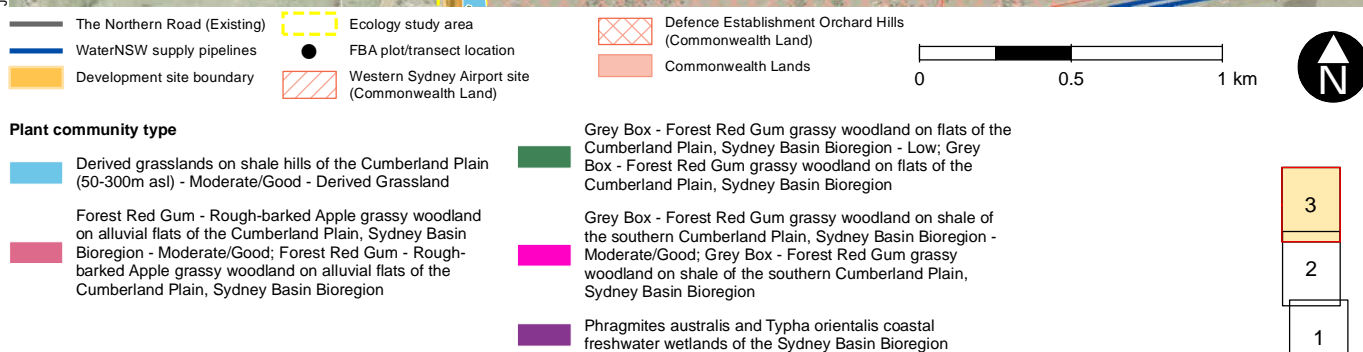 The Northern Road (Existing)
WaterNSW supply pipelines
Development site boundary
Ecology study area
FBA plot/transect location
Western Sydney Airport site
(Commonwealth Land)
Defence Establishment Orchard Hills
(Commonwealth Land)
Commonwealth Lands
0 0.5 1 km
N
Plant community type
Derived grasslands on shale hills of the Cumberland Plain
(50-300m asl) - Moderate/Good - Derived Grassland
Forest Red Gum - Rough-barked Apple grassy woodland
on alluvial flats of the Cumberland Plain, Sydney Basin
Bioregion - Moderate/Good; Forest Red Gum - Rough-
barked Apple grassy woodland on alluvial flats of the
Cumberland Plain, Sydney Basin Bioregion
Grey Box - Forest Red Gum grassy woodland on flats of the
Cumberland Plain, Sydney Basin Bioregion - Low; Grey
Box - Forest Red Gum grassy woodland on flats of the
Cumberland Plain, Sydney Basin Bioregion
Grey Box - Forest Red Gum grassy woodland on shale of
the southern Cumberland Plain, Sydney Basin Bioregion -
Moderate/Good; Grey Box - Forest Red Gum grassy
woodland on shale of the southern Cumberland Plain,
Sydney Basin Bioregion
Phragmites australis and Typha orientalis coastal
freshwater wetlands of the Sydney Basin Bioregion
3
2
1